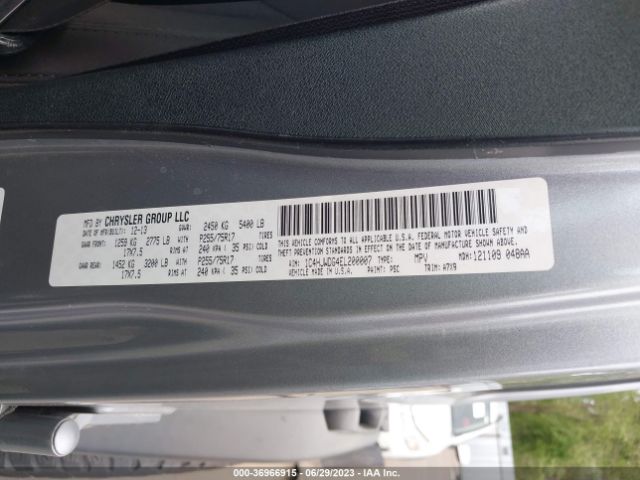 MFD BY CHRYSLER GROUP LLC
DATE OF MFR(BUILT): 12-13 GVWR: 2450 KG 5400 LB
GAWR FRONT: 1259 KG 2775 LB WITH P255/75R17 TIRES
17X7.5 RIMS AT 240 KPA ( 35 PSI) COLD
GAWR REAR: 1452 KG 3200 LB WITH P255/75R17 TIRES
17X7.5 RIMS AT 240 KPA ( 35 PSI) COLD
THIS VEHICLE CONFORMS TO ALL APPLICABLE U.S.A. FEDERAL MOTOR VEHICLE SAFETY AND
THEFT PREVENTION STANDARDS IN EFFECT ON THE DATE OF MANUFACTURE SHOWN ABOVE.
VIN: 1C4HJWDG4EL200007 TYPE: MPV MDH: 121109 048AA
VEHICLE MADE IN U.S.A. PAINT: PSC TRIM: A7X9
00-36966915 / 06/29/2023 - IAA Inc.